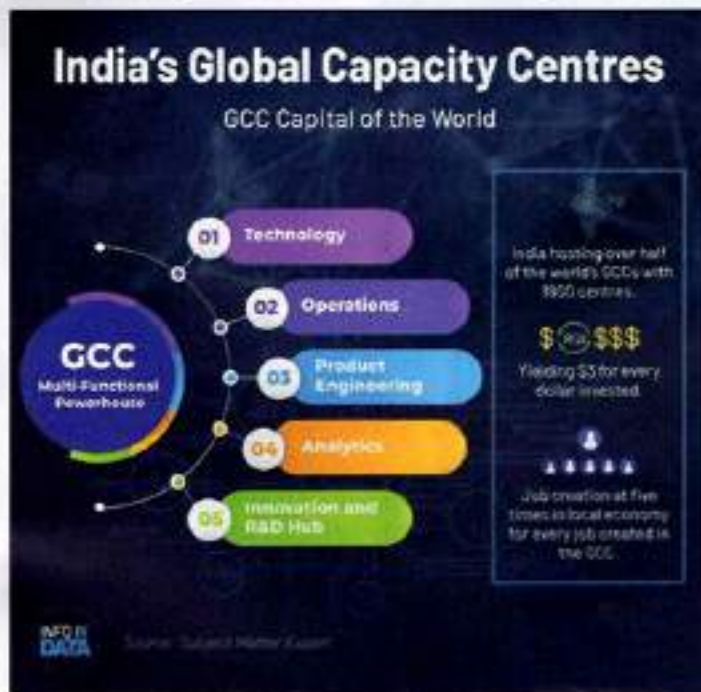 India's Global Capacity Centres
GCC Capital of the World
01 Technology
02 Operations
03 Product
Engineering
04 Analytics
05 Innovation and
R&D Hub
GCC
Multi-Functional
Powerhouse
India hosting over half
of the world's GCCs with
centres.
$ $$$
Yielding $3 for every
dollar invested.
Job creation at five
times in local economy
for every job created in
the GCC.
DATA
Source: Subject Matter Expert